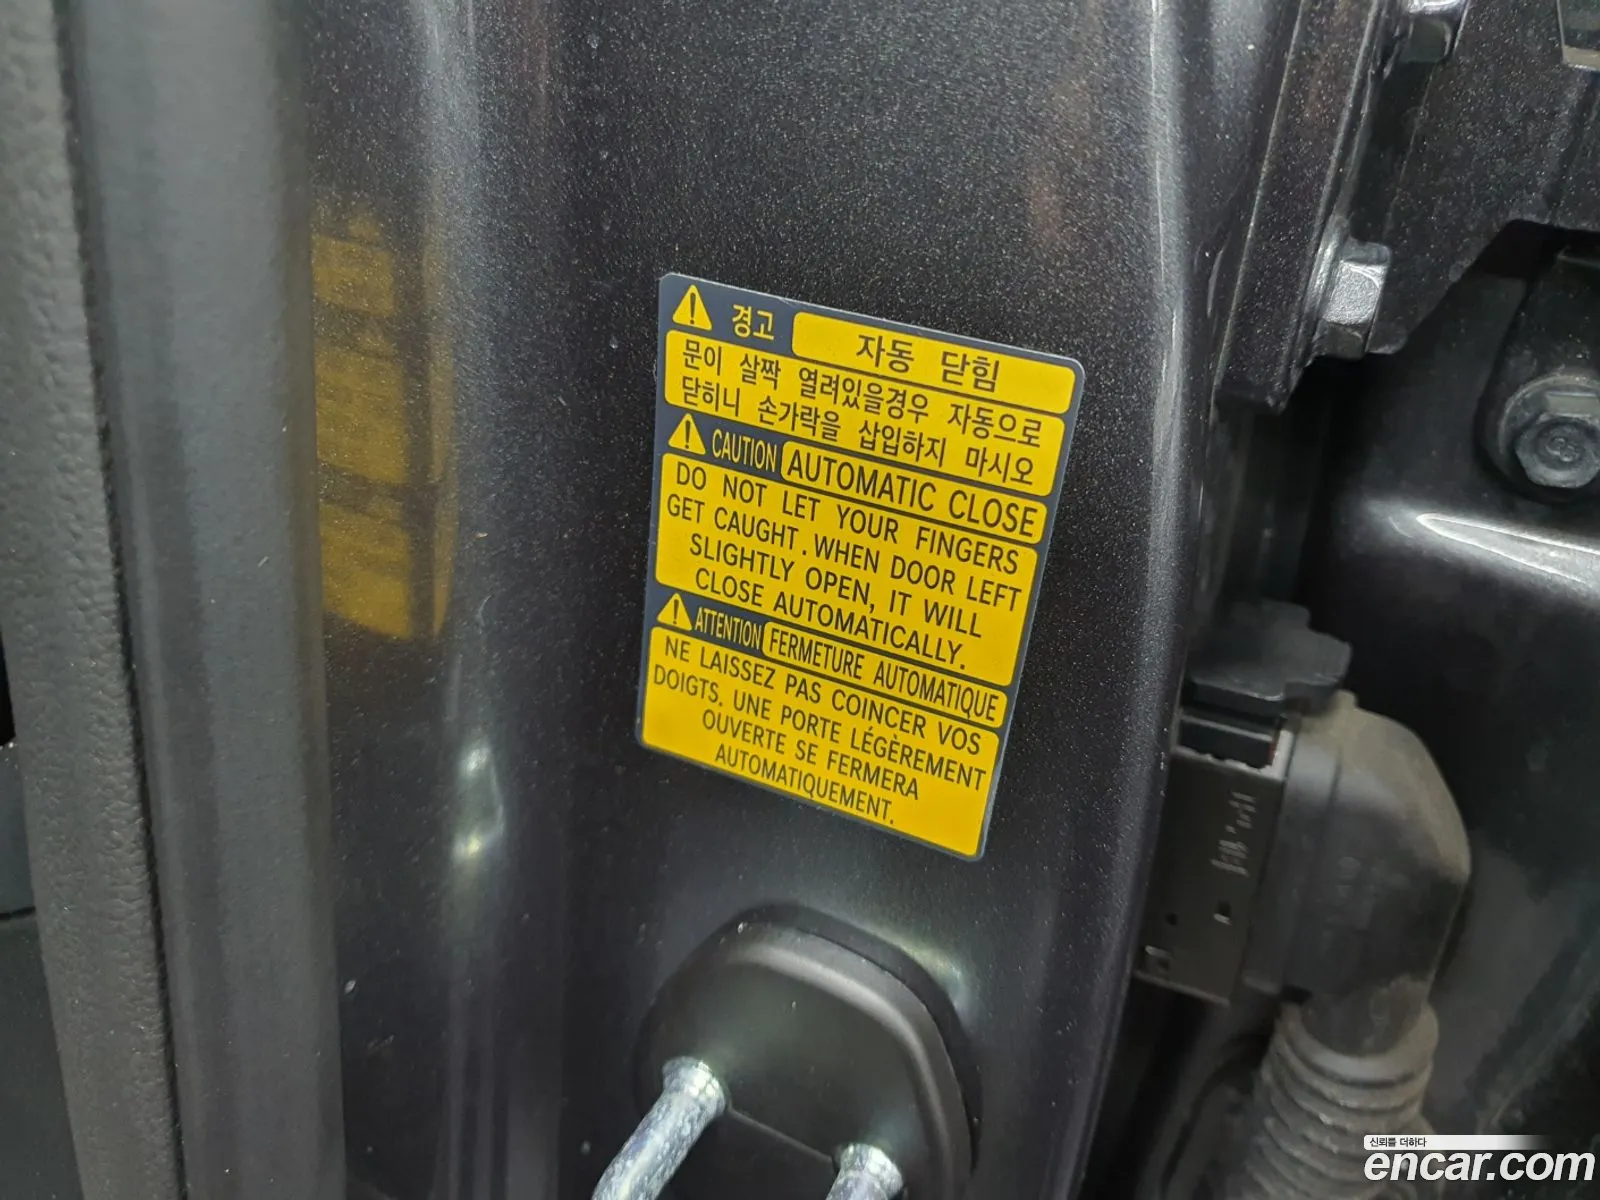 경고 자동 닫힘
문이 살짝 열려있을경우 자동으로
닫히니 손가락을 삽입하지 마시오
CAUTION AUTOMATIC CLOSE
DO NOT LET YOUR FINGERS
GET CAUGHT. WHEN DOOR LEFT
SLIGHTLY OPEN, IT WILL
CLOSE AUTOMATICALLY.
ATTENTION FERMETURE AUTOMATIQUE
NE LAISSEZ PAS COINCER VOS
DOIGTS. UNE PORTE LÉGÈREMENT
OUVERTE SE FERMERA
AUTOMATIQUEMENT.
신뢰를 더하다
encar.com